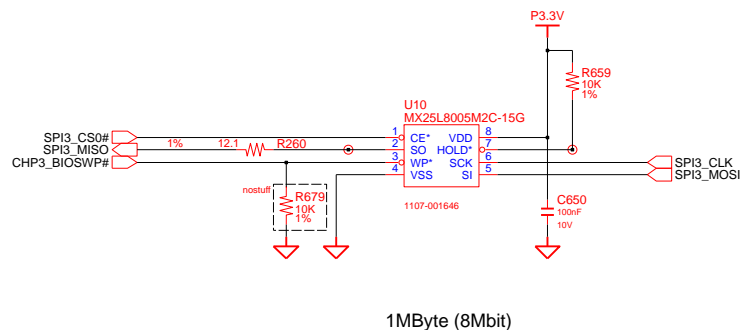 P3.3V
R659
10K
1%
U10
MX25L8005M2C-15G
SPI3_CS0#
1
CE*
VDD
8
SPI3_MISO
1%
12.1
R260
2
SO
HOLD*
7
CHP3_BIOSWP#
3
WP*
SCK
6
SPI3_CLK
4
VSS
SI
5
SPI3_MOSI
nostuff
R679
10K
1%
1107-001646
C650
100nF
10V
1MByte (8Mbit)